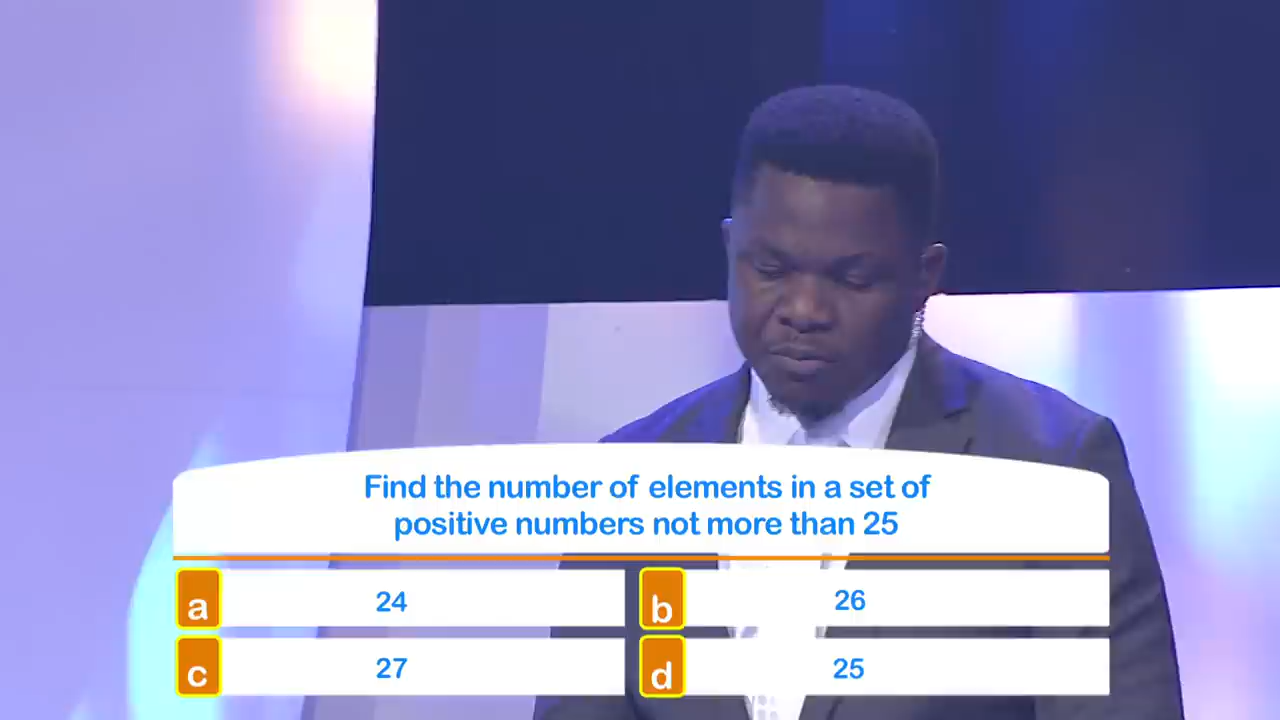 Find the number of elements in a set of
positive numbers not more than 25
a 24
b 26
c 27
d 25